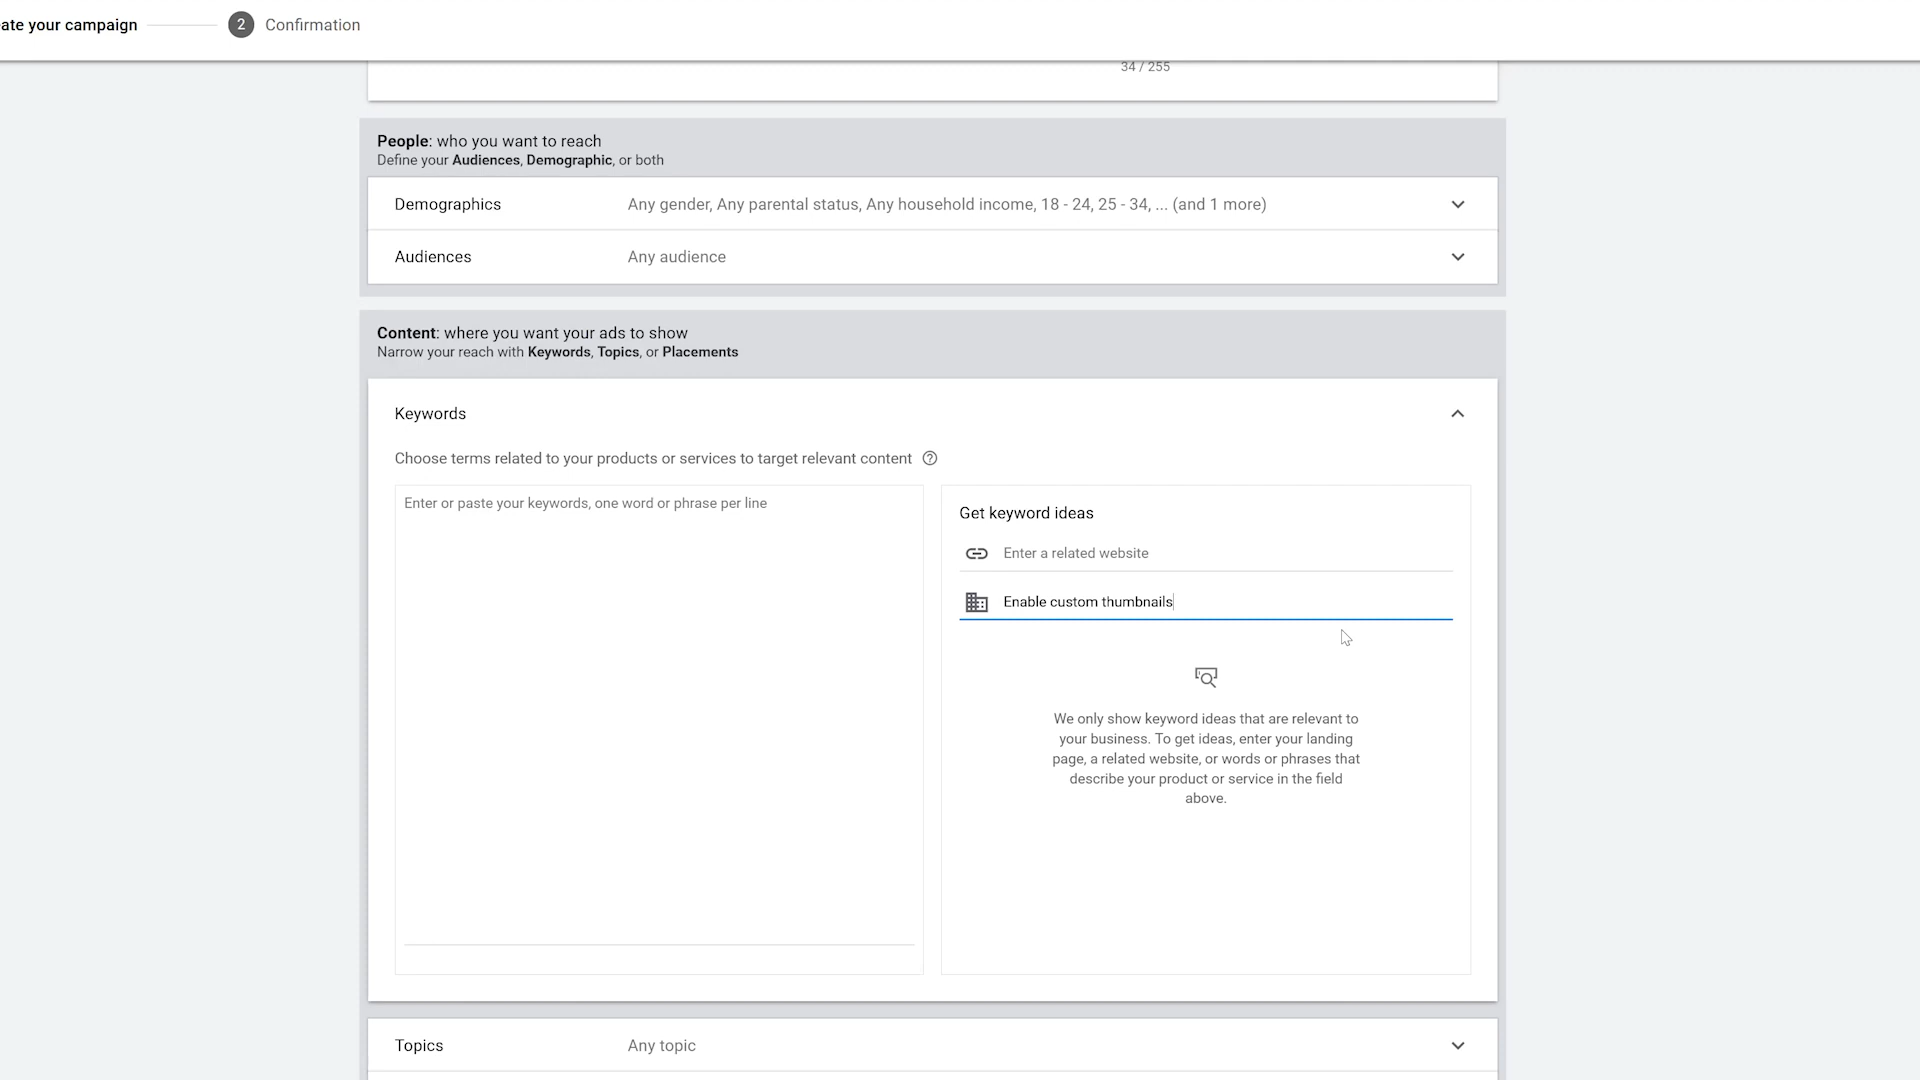 ate your campaign
2 Confirmation
34 / 255
People: who you want to reach
Define your Audiences, Demographic, or both
Demographics Any gender, Any parental status, Any household income, 18 - 24, 25 - 34, ... (and 1 more)
Audiences Any audience
Content: where you want your ads to show
Narrow your reach with Keywords, Topics, or Placements
Keywords
Choose terms related to your products or services to target relevant content
Enter or paste your keywords, one word or phrase per line
Get keyword ideas
Enter a related website
Enable custom thumbnails
We only show keyword ideas that are relevant to
your business. To get ideas, enter your landing
page, a related website, or words or phrases that
describe your product or service in the field
above.
Topics Any topic